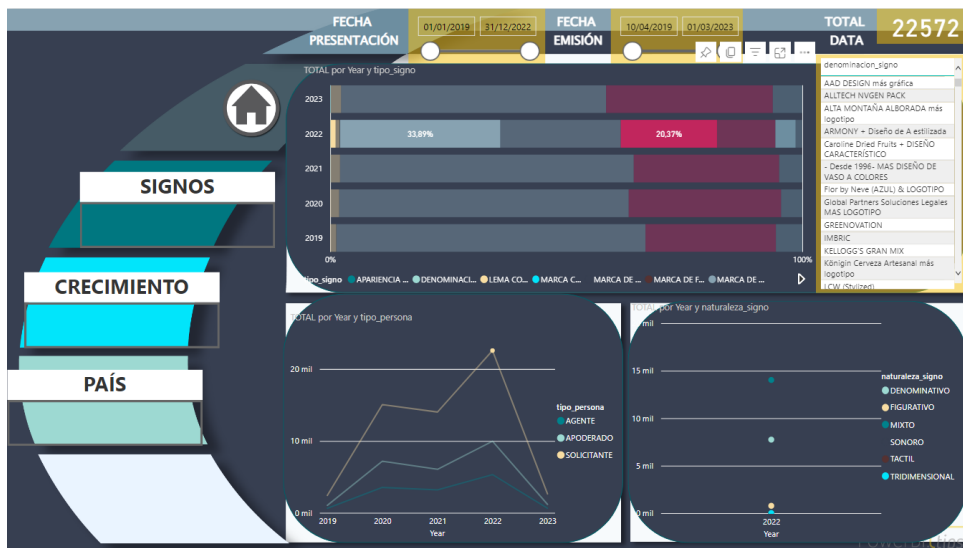 FECHA
PRESENTACIÓN
01/01/2019
31/12/2022
FECHA
EMISIÓN
10/04/2019
01/03/2023
TOTAL
DATA
22572
SIGNOS
CRECIMIENTO
PAÍS
TOTAL por Year y tipo_signo
2023
2022
33,89%
20,37%
2021
2020
2019
0%
100%
tipo_signo
APARIENCIA ...
DENOMINACI...
LEMA CO...
MARCA C...
MARCA DE ...
MARCA DE F...
MARCA DE ...
denominacion_signo
AAD DESIGN más gráfica
ALLTECH NVGEN PACK
ALTA MONTAÑA ALBORADA más
logotipo
ARMONY + Diseño de A estilizada
Caroline Dried Fruits + DISEÑO
CARACTERÍSTICO
- Desde 1996- MAS DISEÑO DE
VASO A COLORES
Flor by Neve (AZUL) & LOGOTIPO
Global Partners Soluciones Legales
MAS LOGOTIPO
GREENOVATION
IMBRIC
KELLOGG'S GRAN MIX
Königin Cerveza Artesanal más
logotipo
LCW (Stylized)
TOTAL por Year y tipo_persona
20 mil
10 mil
0 mil
2019
2020
2021
2022
2023
Year
tipo_persona
AGENTE
APODERADO
SOLICITANTE
TOTAL por Year y naturaleza_signo
mil
15 mil
10 mil
5 mil
0 mil
2022
Year
naturaleza_signo
DENOMINATIVO
FIGURATIVO
MIXTO
SONORO
TACTIL
TRIDIMENSIONAL